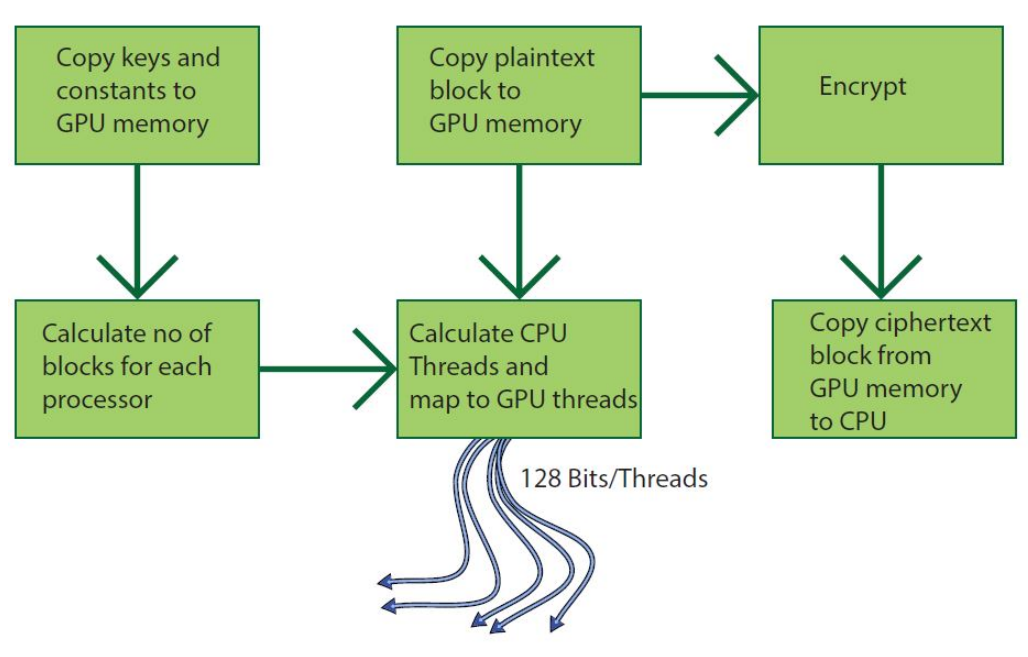 Copy keys and
constants to
GPU memory
Copy plaintext
block to
GPU memory
Encrypt
Calculate no of
blocks for each
processor
Calculate CPU
Threads and
map to GPU threads
Copy ciphertext
block from
GPU memory
to CPU
128 Bits/Threads